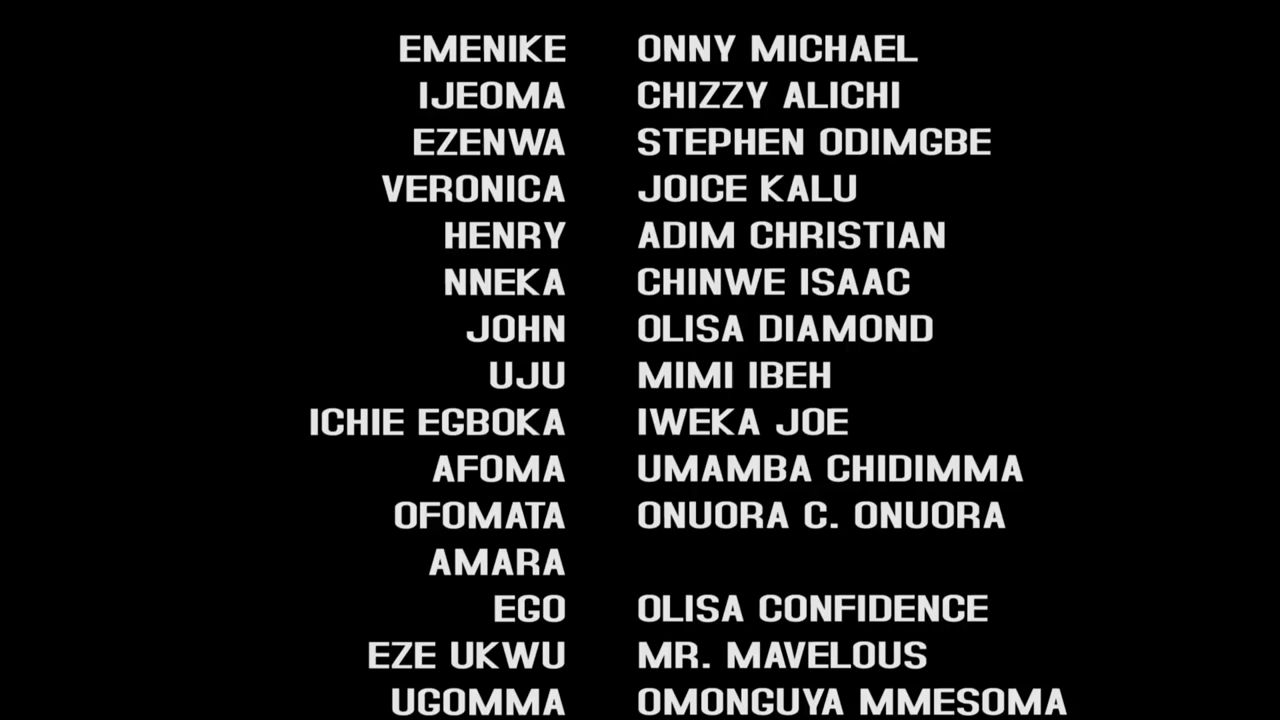 EMENIKE ONNY MICHAEL
IJEOMA CHIZZY ALICHI
EZENWA STEPHEN ODIMGBE
VERONICA JOICE KALU
HENRY ADIM CHRISTIAN
NNEKA CHINWE ISAAC
JOHN OLISA DIAMOND
UJU MIMI IBEH
ICHIE EGBOKA IWEKA JOE
AFOMA UMAMBA CHIDIMMA
OFOMATA ONUORA C. ONUORA
AMARA
EGO OLISA CONFIDENCE
EZE UKWU MR. MAVELOUS
UGOMMA OMONGUYA MMESOMA